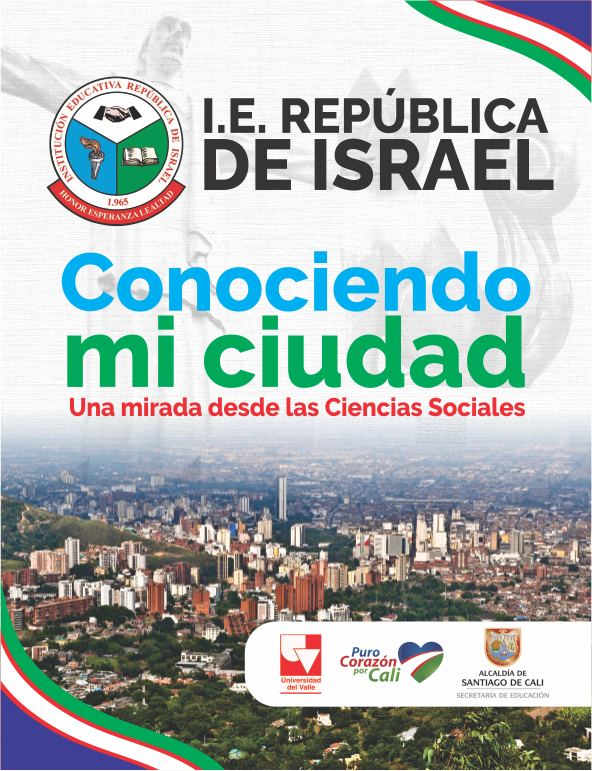 INSTITUCIÓN EDUCATIVA REPÚBLICA DE ISRAEL
1.965
HONOR ESPERANZA LEALTAD
I.E. REPÚBLICA
DE ISRAEL
Conociendo
mi ciudad
Una mirada desde las Ciencias Sociales
Universidad
del Valle
Puro
Corazón
por
Cali
ALCALDÍA DE
SANTIAGO DE CALI
SECRETARÍA DE EDUCACIÓN